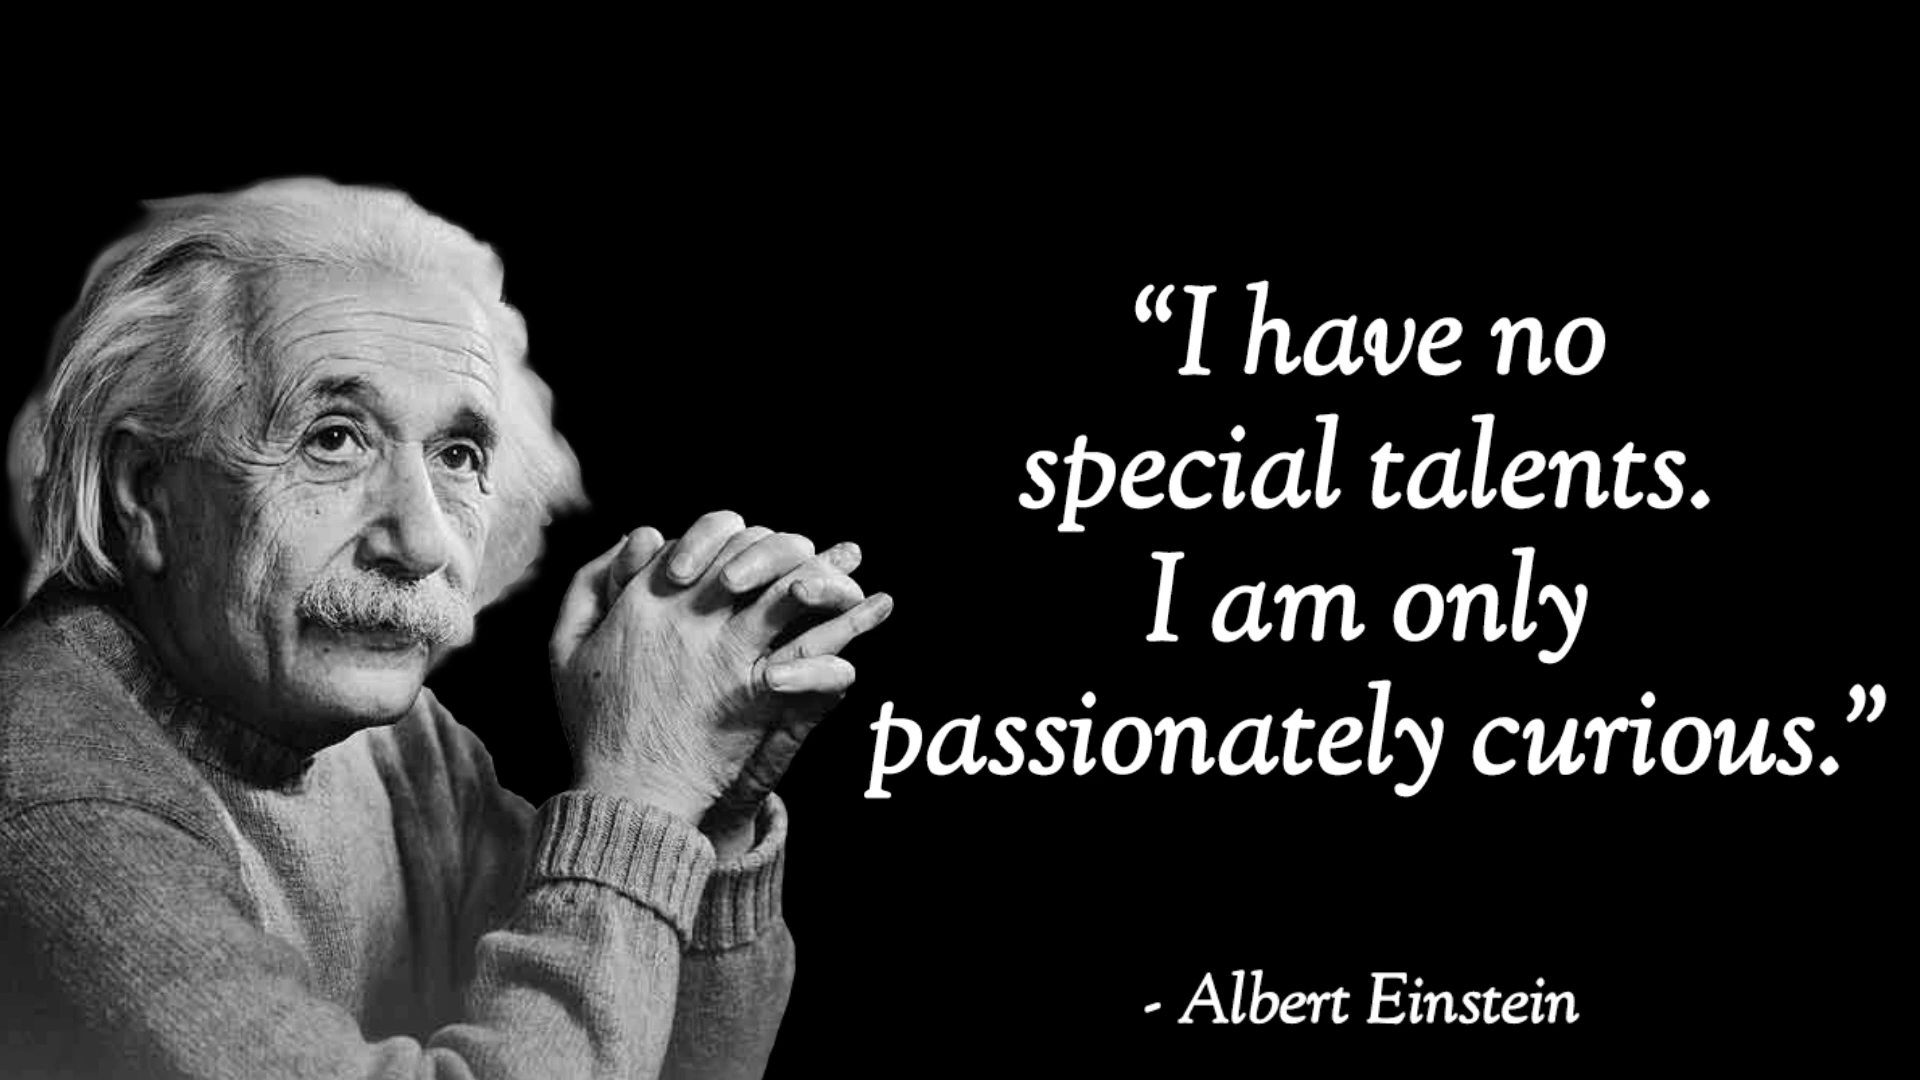 “I have no
special talents.
I am only
passionately curious.”
- Albert Einstein